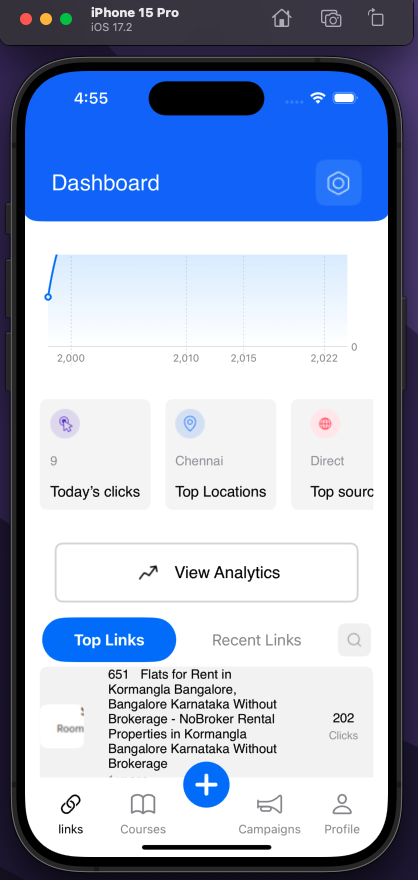 iPhone 15 Pro
iOS 17.2
4:55
Dashboard
0
2,000 2,010 2,015 2,022
9 Chennai Direct
Today's clicks Top Locations Top sourc
View Analytics
Top Links Recent Links
651 Flats for Rent in
Kormangla Bangalore,
Bangalore Karnataka Without
Brokerage - NoBroker Rental
Properties in Kormangla
Bangalore Karnataka Without
Brokerage
Room
202
Clicks
links Courses Campaigns Profile